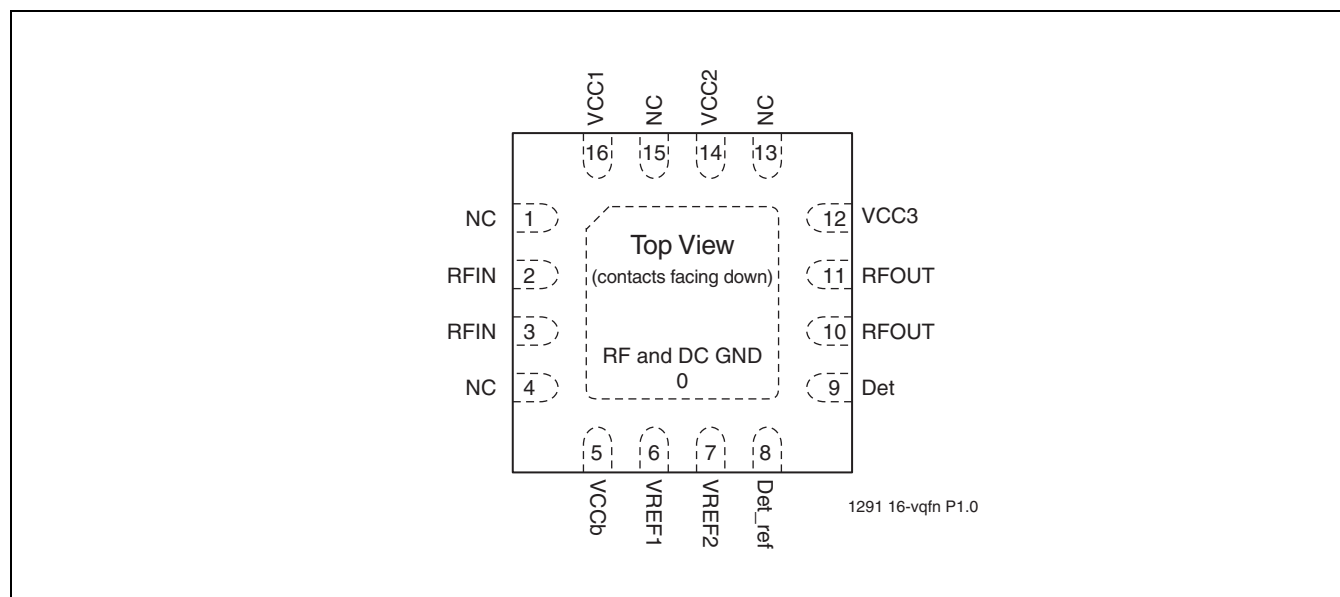 VCC1
NC
VCC2
NC
16
15
14
13
NC 1
RFIN 2
RFIN 3
NC 4
Top View
(contacts facing down)
RF and DC GND
0
12 VCC3
11 RFOUT
10 RFOUT
9 Det
5
6
7
8
VCCb
VREF1
VREF2
Det_ref
1291 16-vqfn P1.0